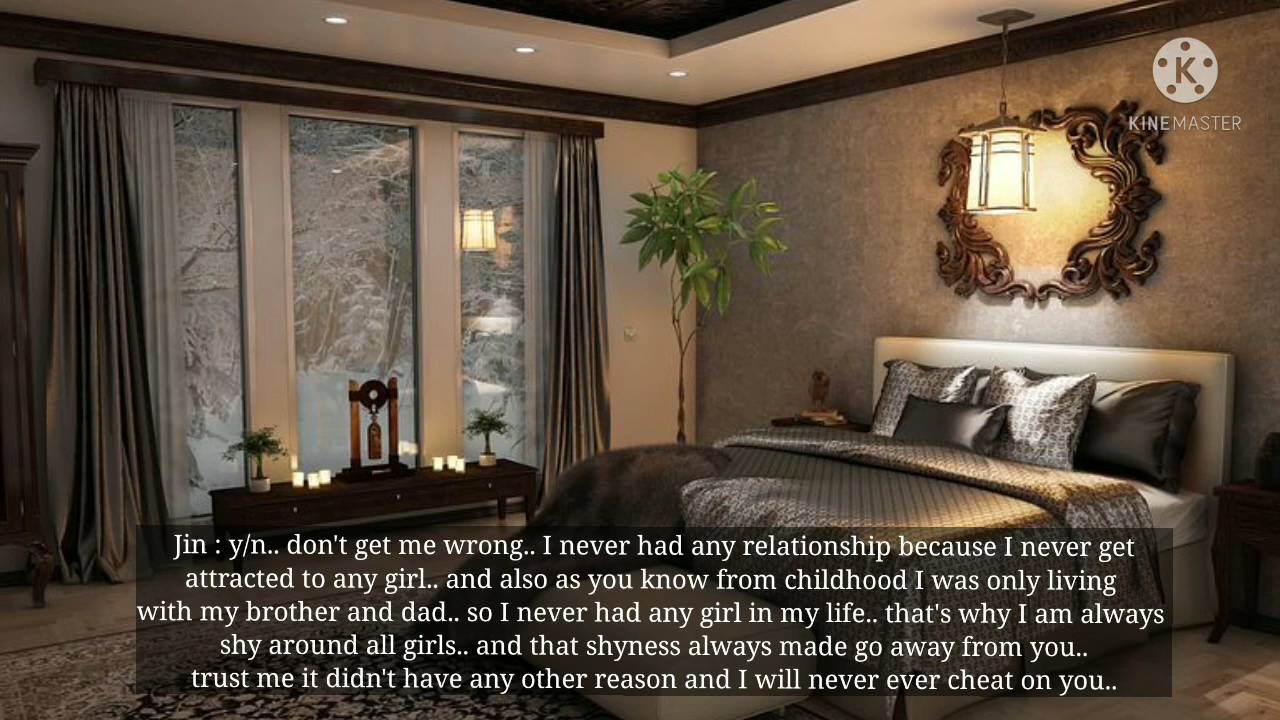 KINEMASTER
Jin : y/n.. don't get me wrong.. I never had any relationship because I never get
attracted to any girl.. and also as you know from childhood I was only living
with my brother and dad.. so I never had any girl in my life.. that's why I am always
shy around all girls.. and that shyness always made go away from you..
trust me it didn't have any other reason and I will never ever cheat on you..